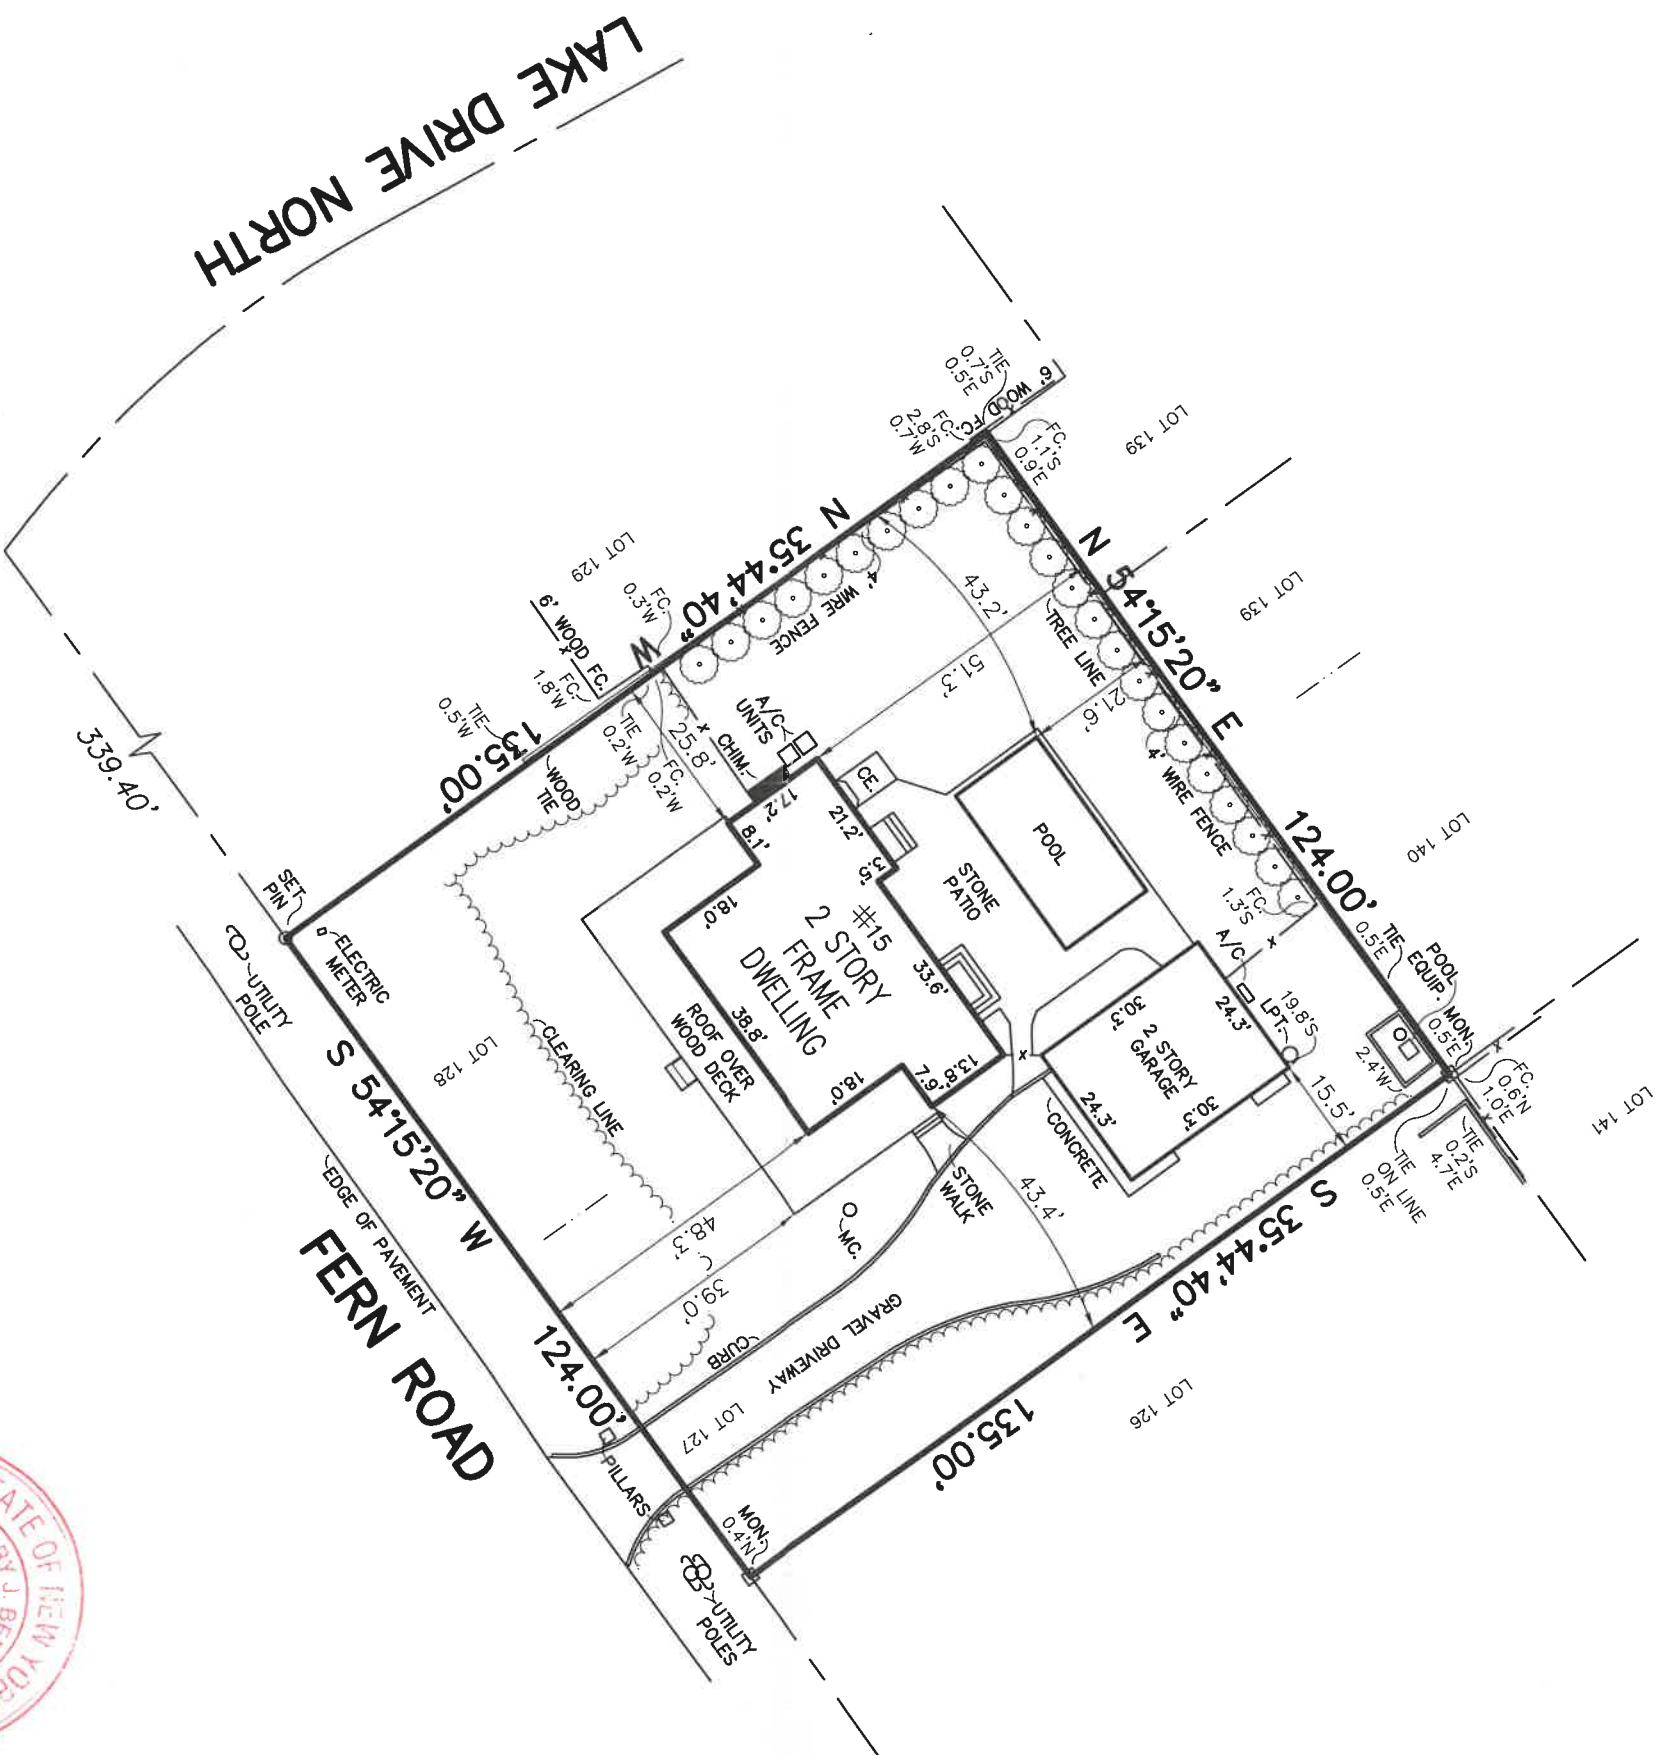 LAKE DRIVE NORTH
339.40'
6' WOOD FC.
TIE
0.7'S
0.5'E
FC.
2.8'S
0.7'W
FC.
1.1'S
0.9'E
LOT 139
LOT 139
LOT 129
N 35°44'40" W
135.00'
4' WIRE FENCE
FC.
0.3'W
6' WOOD FC.
x
FC.
1.8'W
TIE
0.5'W
TIE
0.2'W
FC.
0.2'W
WOOD
TIE
N 54°15'20" E
124.00'
TREE LINE
4' WIRE FENCE
43.2'
51.3'
21.6'
25.8'
x
CHIM.
A/C
UNITS
17.2'
8.1'
21.2'
3.5'
CE.
18.0'
38.8'
33.6'
18.0'
7.9'
13.8'
#15
2 STORY
FRAME
DWELLING
ROOF OVER
WOOD DECK
STONE
PATIO
POOL
LOT 140
FC.
1.3'S
x
A/C
LPT.
19.8'S
TIE
0.5'E
POOL
EQUIP.
MON.
0.5'E
x
FC.
0.6'N
1.0'E
x
2.4'W
TIE
0.2'S
4.7'E
TIE
ON LINE
0.5'E
LOT 141
30.3'
24.3'
2 STORY
GARAGE
24.3'
30.3'
15.5'
x
CONCRETE
STONE
WALK
43.4'
MC.
SET
PIN
ELECTRIC
METER
UTILITY
POLE
CLEARING LINE
LOT 128
S 54°15'20" W
124.00'
EDGE OF PAVEMENT
FERN ROAD
48.3'
39.0'
CURB
GRAVEL DRIVEWAY
LOT 127
S 35°44'40" E
135.00'
LOT 126
PILLARS
MON.
0.4'N
UTILITY
POLES
ATE OF NEW YOR
RY J. BE